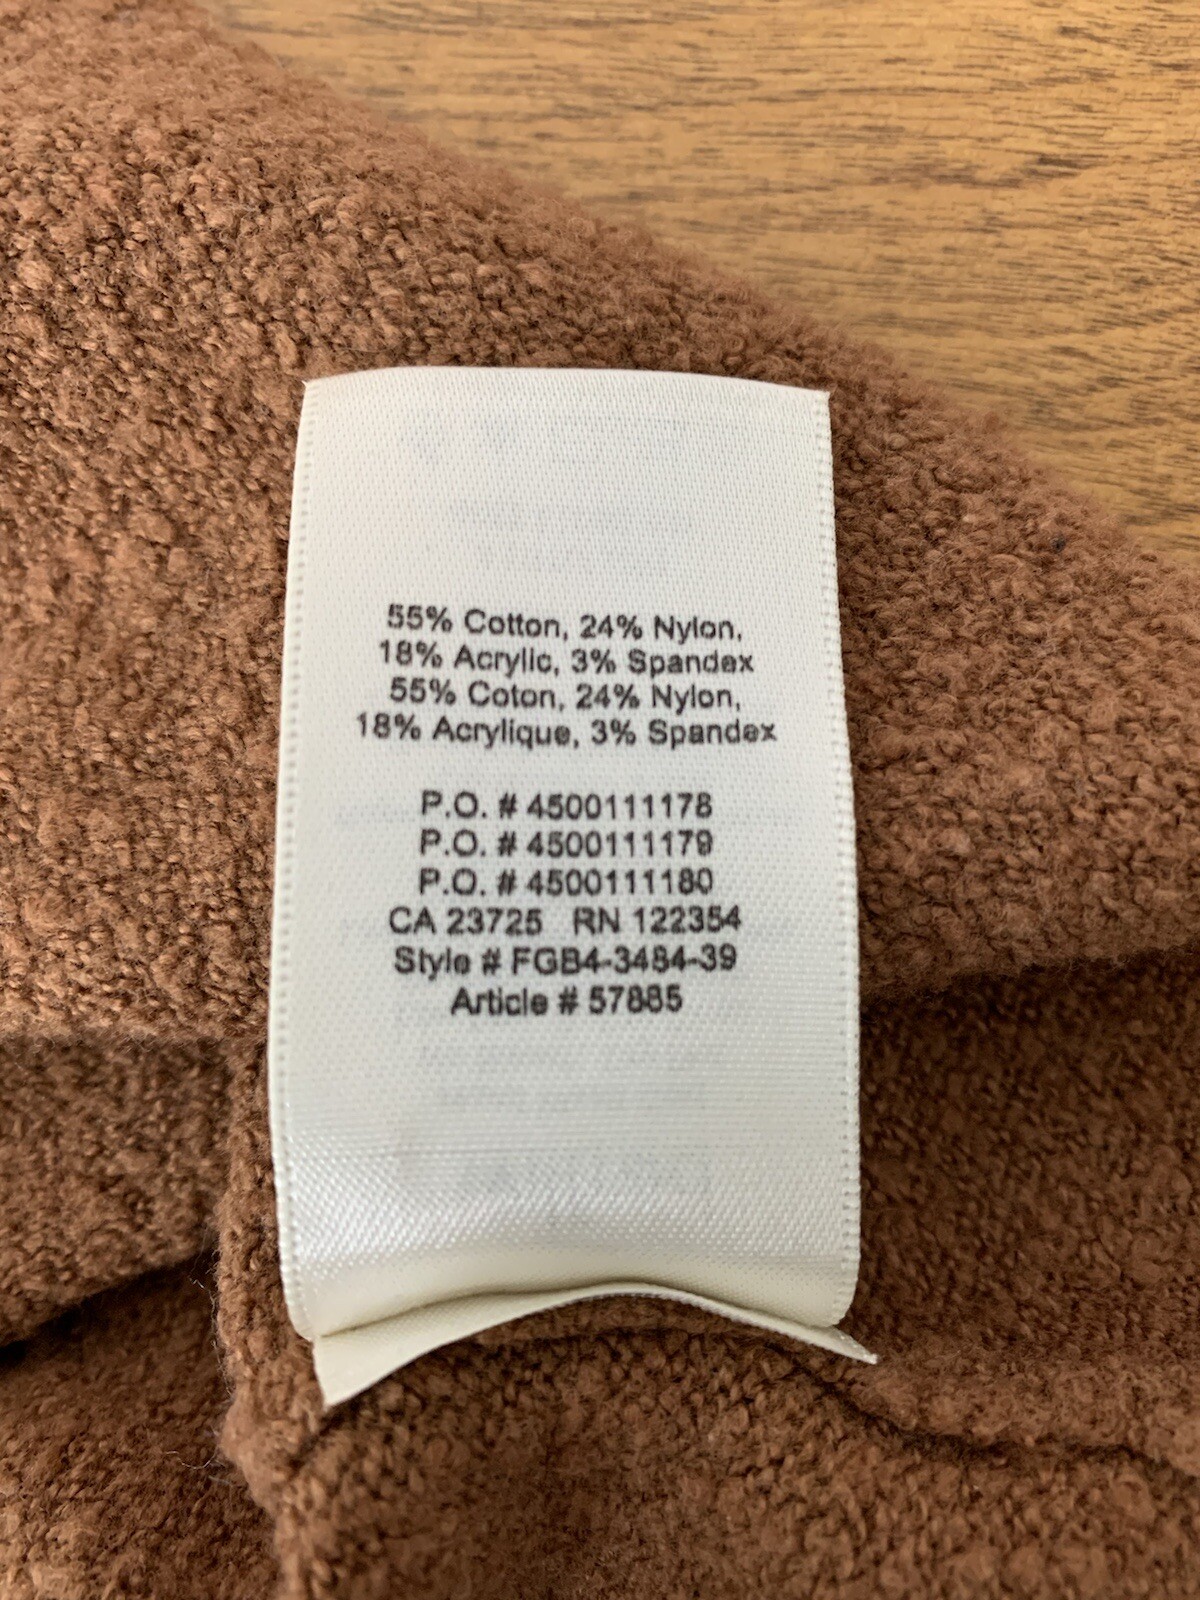 55% Cotton, 24% Nylon,
18% Acrylic, 3% Spandex
55% Coton, 24% Nylon,
18% Acrylique, 3% Spandex
P.O. # 4500111178
P.O. # 4500111179
P.O. # 4500111180
CA 23725 RN 122354
Style # FGB4-3484-39
Article # 57885